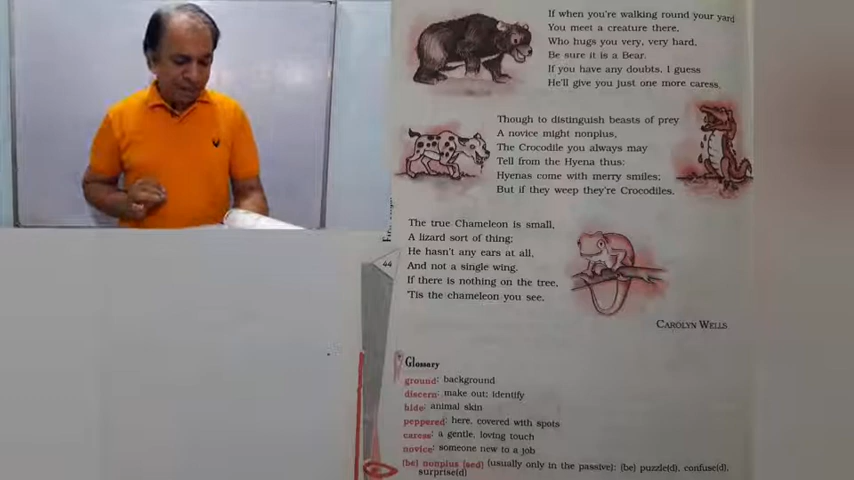 If when you're walking round your yard
You meet a creature there,
Who hugs you very, very hard,
Be sure it is a Bear.
If you have any doubts, I guess
He'll give you just one more caress.
Though to distinguish beasts of prey
A novice might nonplus,
The Crocodile you always may
Tell from the Hyena thus:
Hyenas come with merry smiles;
But if they weep they're Crocodiles.
The true Chameleon is small,
A lizard sort of thing;
He hasn't any ears at all,
And not a single wing.
If there is nothing on the tree,
'Tis the chameleon you see.
CAROLYN WELLS
44
Glossary
ground: background
discern: make out; identify
hide: animal skin
peppered: here, covered with spots
caress: a gentle, loving touch
novice: someone new to a job
(be) nonplus (sed) (usually only in the passive): (be) puzzle(d), confuse(d),
surprise(d)